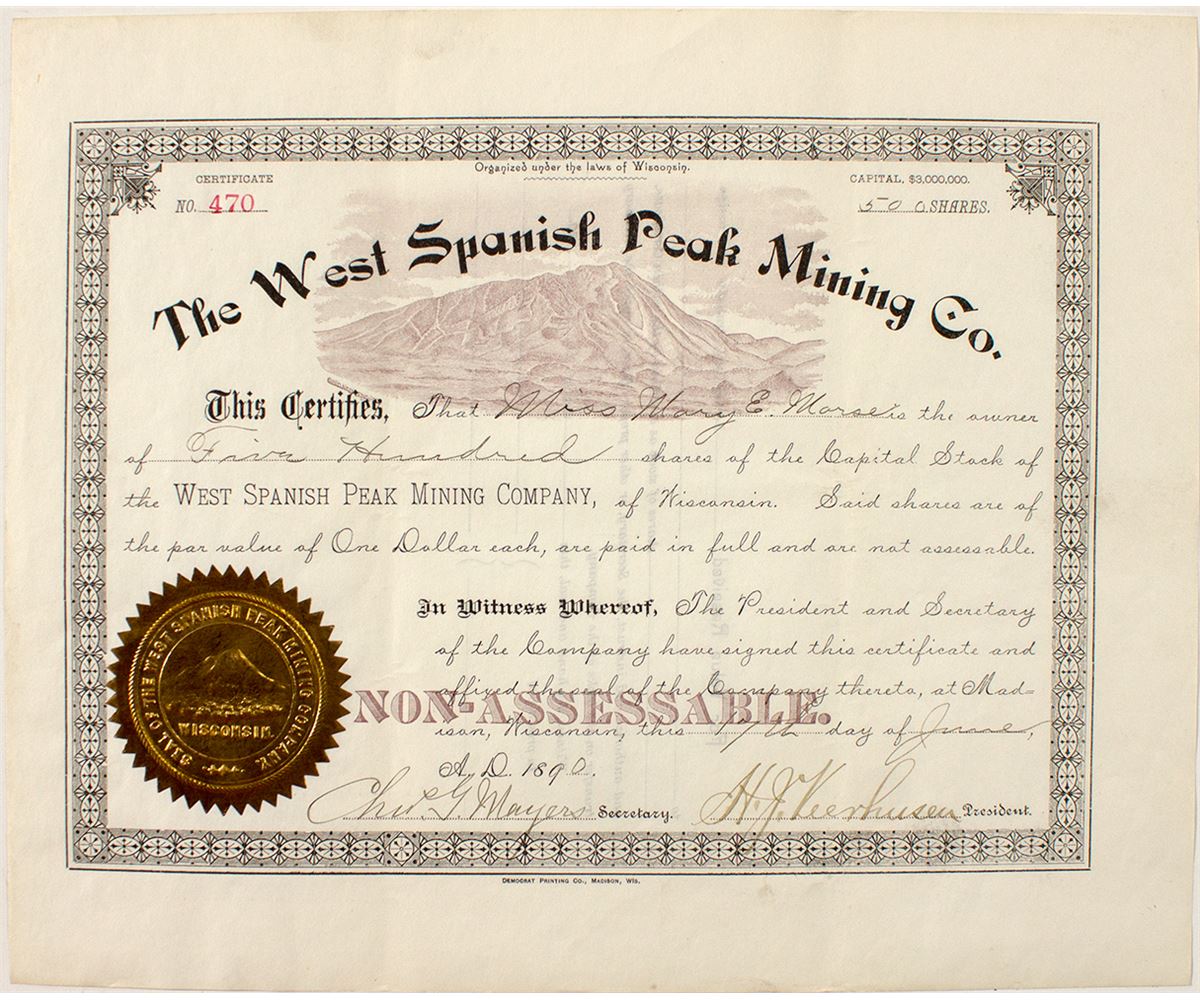 Organized under the laws of Wisconsin.
CERTIFICATE
NO. 470
CAPITAL, $3,000,000.
500 SHARES.
The West Spanish Peak Mining Co.
This Certifies, That Miss Mary E. Morse is the owner
of Five Hundred shares of the Capital Stock of
the WEST SPANISH PEAK MINING COMPANY, of Wisconsin. Said shares are of
the par value of One Dollar each, are paid in full and are not assessable.
In Witness Whereof, The President and Secretary
of the Company have signed this certificate and
affixed the seal of the Company thereto, at Mad=
ison, Wisconsin, this 17th day of June,
A.D. 1890.
NON-ASSESSABLE.
SEAL OF THE WEST SPANISH PEAK MINING COMPANY.
WISCONSIN.
Chas. G. Mayers Secretary.
H. J. Veerhusen President.
DEMOCRAT PRINTING CO., MADISON, WIS.